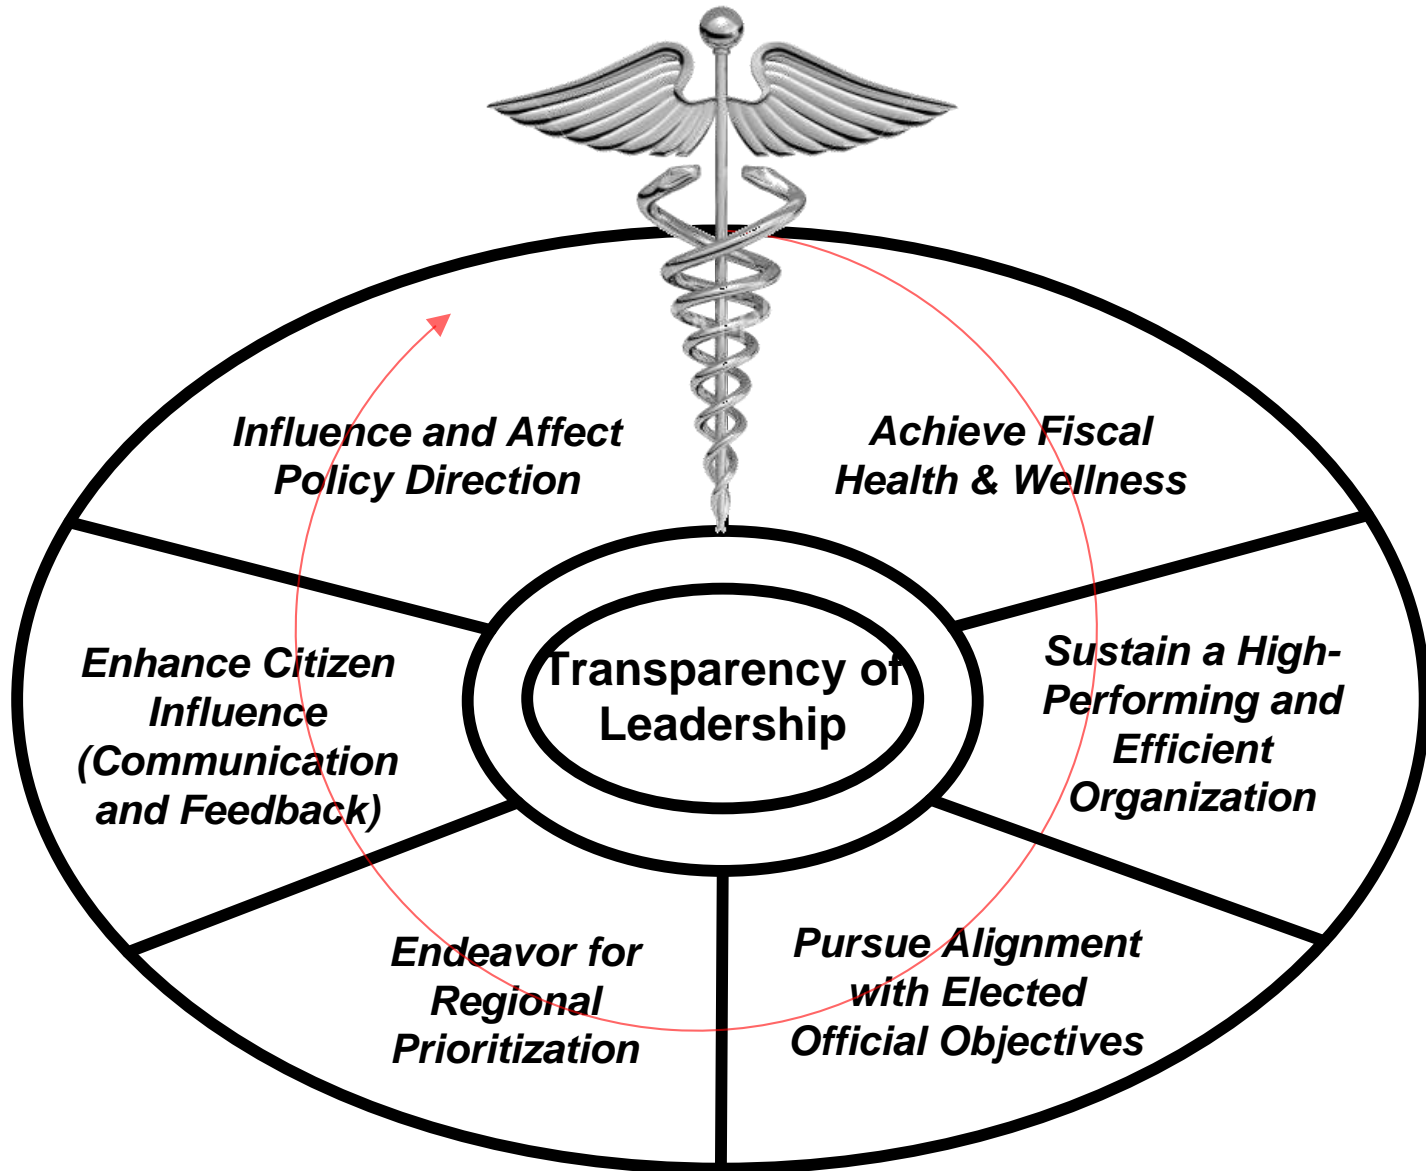 Influence and Affect
Policy Direction
Achieve Fiscal
Health & Wellness
Enhance Citizen
Influence
(Communication
and Feedback)
Transparency of
Leadership
Sustain a High-
Performing and
Efficient
Organization
Endeavor for
Regional
Prioritization
Pursue Alignment
with Elected
Official Objectives